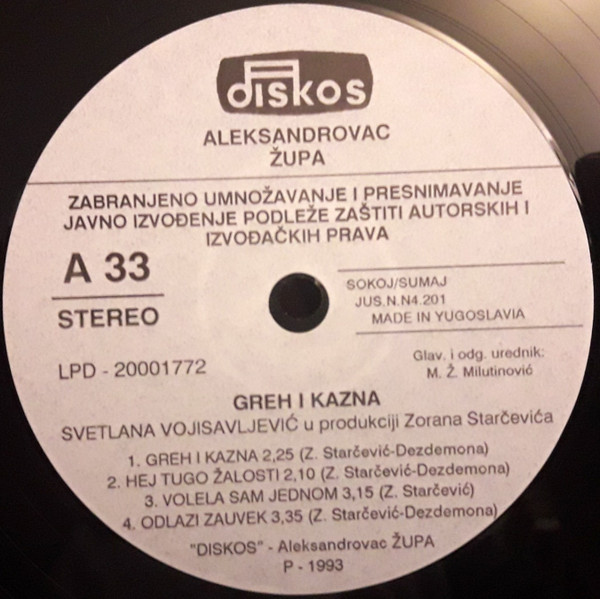 diskos
ALEKSANDROVAC
ŽUPA
ZABRANJENO UMNOŽAVANJE I PRESNIMAVANJE
JAVNO IZVOĐENJE PODLEŽE ZAŠTITI AUTORSKIH I
IZVOĐAČKIH PRAVA
A 33
STEREO
SOKOJ/SUMAJ
JUS.N.N4.201
MADE IN YUGOSLAVIA
LPD - 20001772
Glav. i odg. urednik:
M. Ž. Milutinović
GREH I KAZNA
SVETLANA VOJISAVLJEVIĆ u produkciji Zorana Starčevića
1. GREH I KAZNA 2,25 (Z. Starčević-Dezdemona)
2. HEJ TUGO ŽALOSTI 2,10 (Z. Starčević-Dezdemona)
3. VOLELA SAM JEDNOM 3,15 (Z. Starčević)
4. ODLAZI ZAUVEK 3,35 (Z. Starčević-Dezdemona)
"DISKOS" - Aleksandrovac ŽUPA
P - 1993